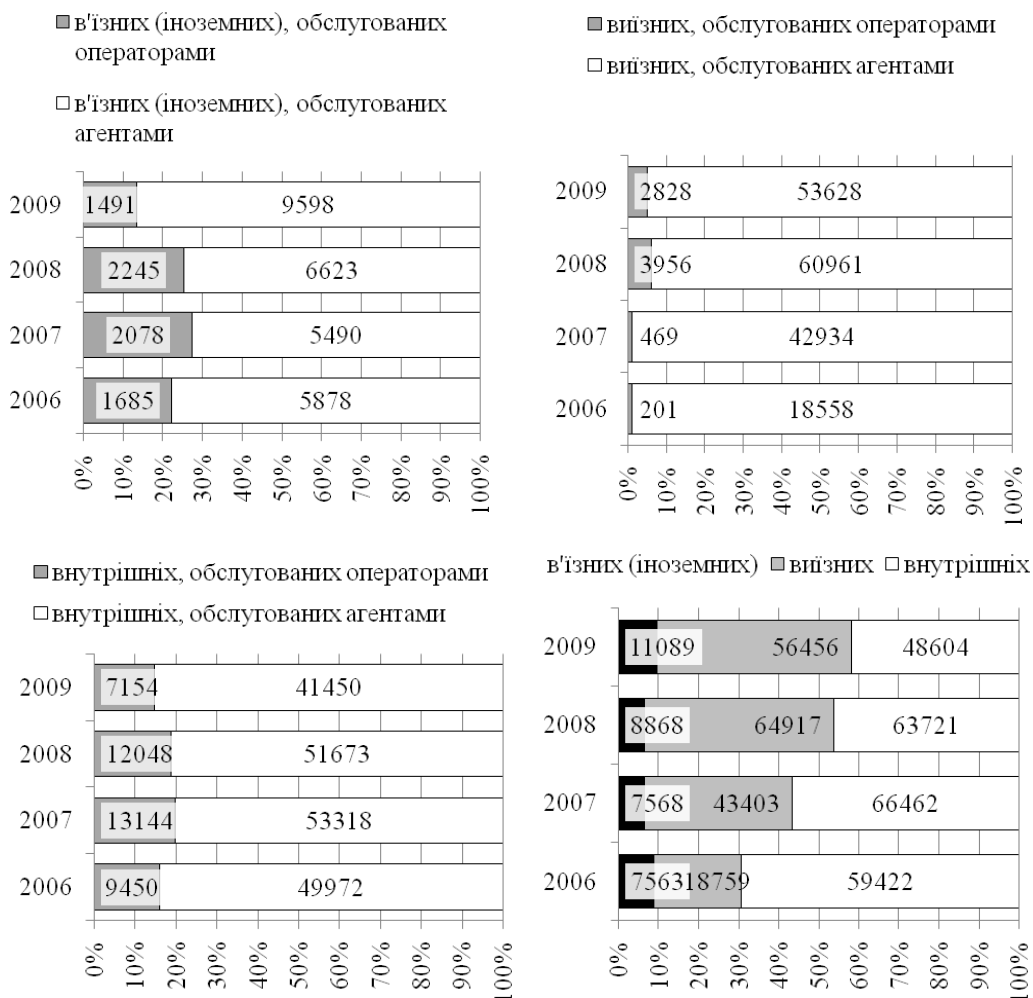 в'їзних (іноземних), обслугованих
операторами
в'їзних (іноземних), обслугованих
агентами
2009 1491 9598
2008 2245 6623
2007 2078 5490
2006 1685 5878
0% 10% 20% 30% 40% 50% 60% 70% 80% 90% 100%
виїзних, обслугованих операторами
виїзних, обслугованих агентами
2009 2828 53628
2008 3956 60961
2007 469 42934
2006 201 18558
0% 10% 20% 30% 40% 50% 60% 70% 80% 90% 100%
внутрішніх, обслугованих операторами
внутрішніх, обслугованих агентами
2009 7154 41450
2008 12048 51673
2007 13144 53318
2006 9450 49972
0% 10% 20% 30% 40% 50% 60% 70% 80% 90% 100%
в'їзних (іноземних) виїзних внутрішніх
2009 11089 56456 48604
2008 8868 64917 63721
2007 7568 43403 66462
2006 7563 18759 59422
0% 10% 20% 30% 40% 50% 60% 70% 80% 90% 100%